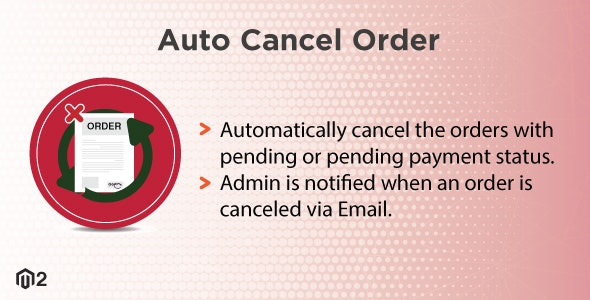 Auto Cancel Order
ORDER
Automatically cancel the orders with
pending or pending payment status.
Admin is notified when an order is
canceled via Email.
2